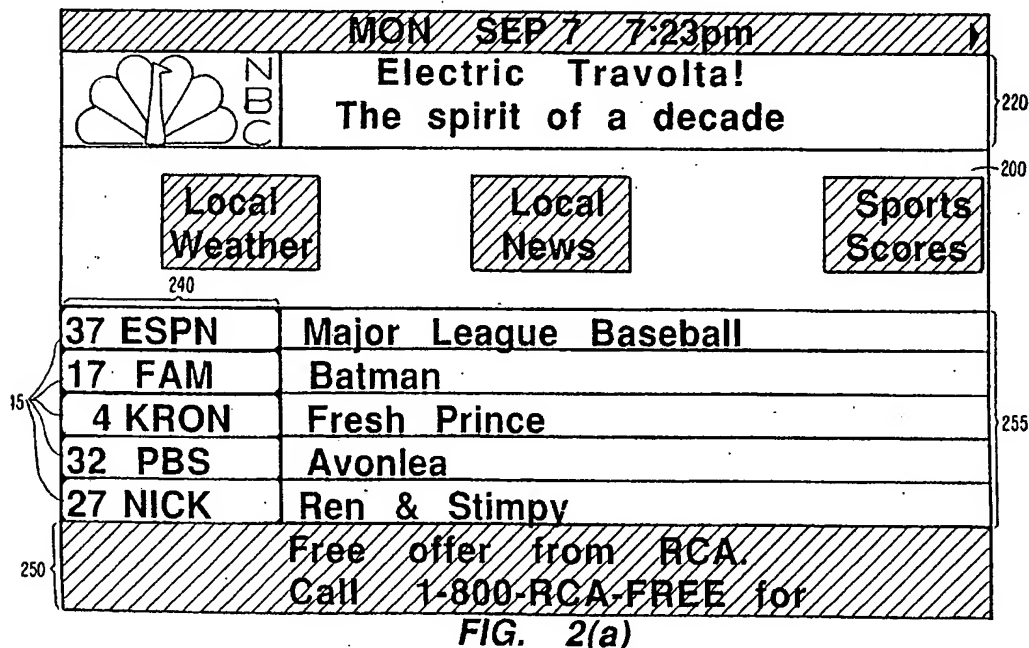 MON SEP 7 7:23pm
NBC
Electric Travolta!
The spirit of a decade
220
200
Local Weather
Local News
Sports Scores
240
37 ESPN Major League Baseball
17 FAM Batman
4 KRON Fresh Prince
32 PBS Avonlea
27 NICK Ren & Stimpy
45
255
Free offer from RCA.
Call 1-800-RCA-FREE for
250
FIG. 2(a)